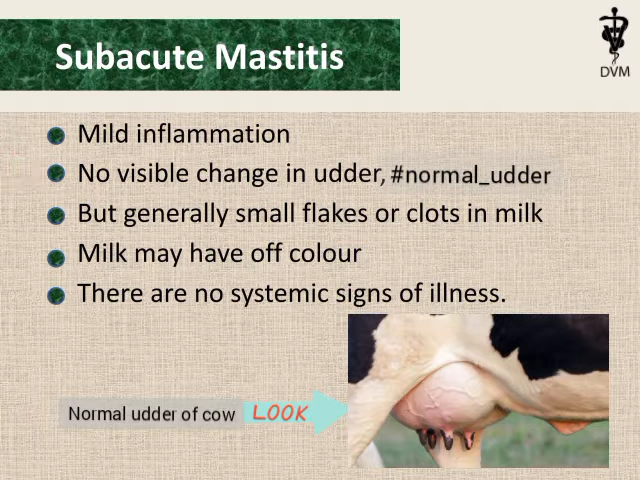 Subacute Mastitis
DVM
Mild inflammation
No visible change in udder, #normal_udder
But generally small flakes or clots in milk
Milk may have off colour
There are no systemic signs of illness.
Normal udder of cow LOOK